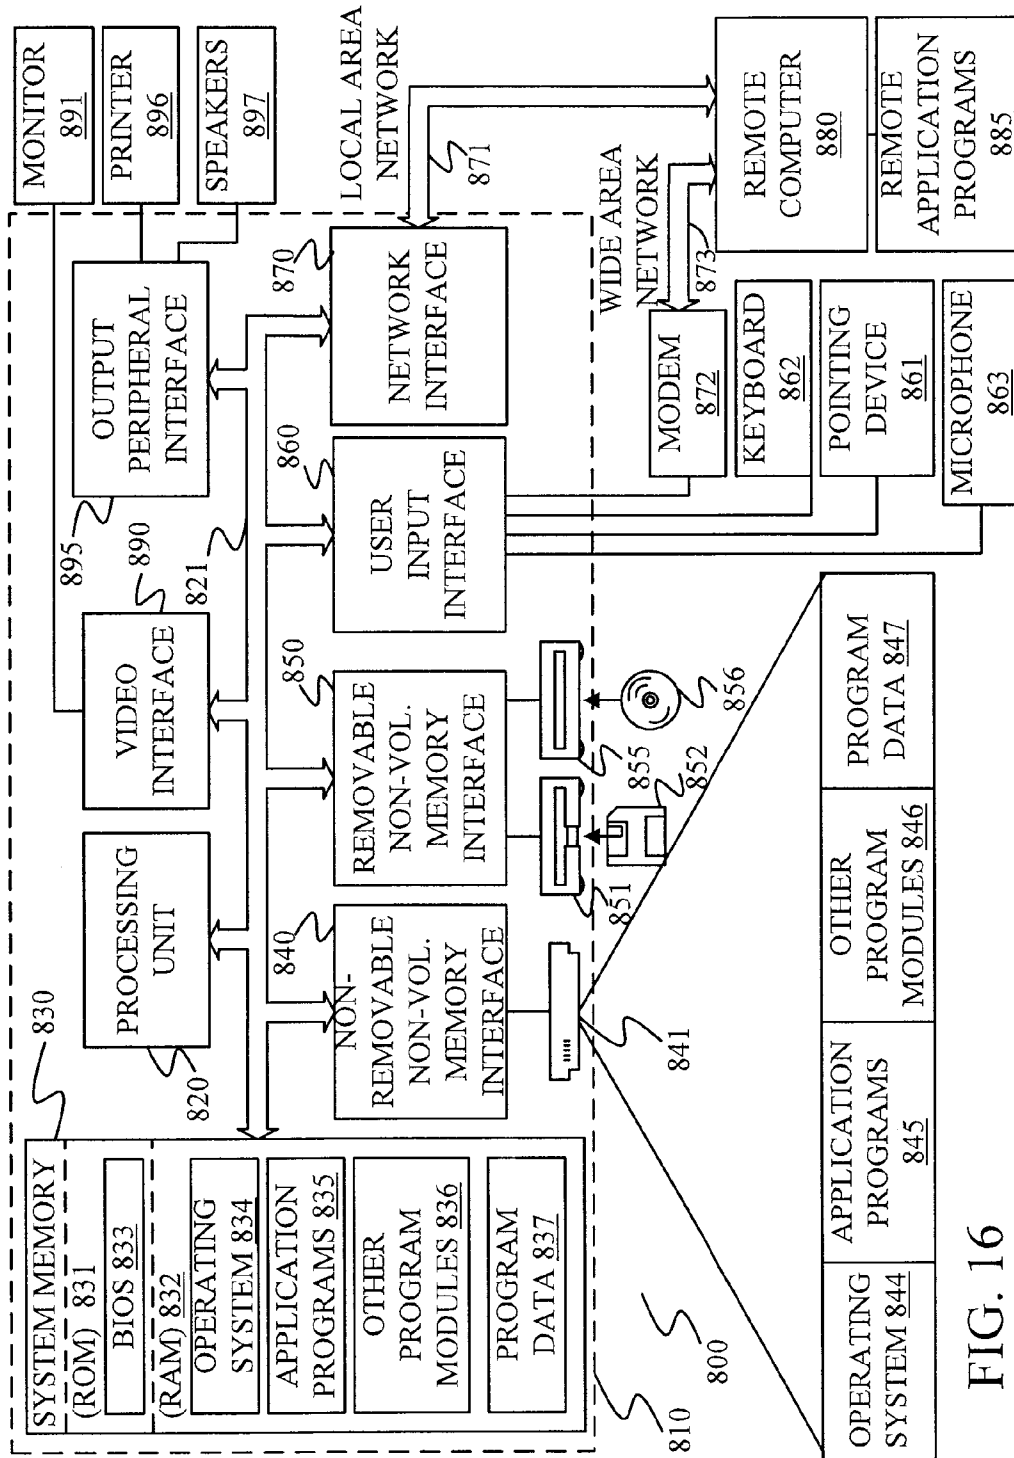 SYSTEM MEMORY
(ROM) 831
BIOS 833
(RAM) 832
OPERATING
SYSTEM 834
APPLICATION
PROGRAMS 835
OTHER
PROGRAM
MODULES 836
PROGRAM
DATA 837
830
PROCESSING
UNIT
820
VIDEO
INTERFACE
890
OUTPUT
PERIPHERAL
INTERFACE
895
821
MONITOR
891
PRINTER
896
SPEAKERS
897
NON-
REMOVABLE
NON-VOL.
MEMORY
INTERFACE
840
REMOVABLE
NON-VOL.
MEMORY
INTERFACE
850
USER
INPUT
INTERFACE
860
NETWORK
INTERFACE
870
LOCAL AREA
NETWORK
871
810
800
841
851
852
855
856
WIDE AREA
NETWORK
873
MODEM
872
KEYBOARD
862
POINTING
DEVICE
861
MICROPHONE
863
REMOTE
COMPUTER
880
REMOTE
APPLICATION
PROGRAMS
885
OPERATING
SYSTEM 844
APPLICATION
PROGRAMS
845
OTHER
PROGRAM
MODULES 846
PROGRAM
DATA 847
FIG. 16